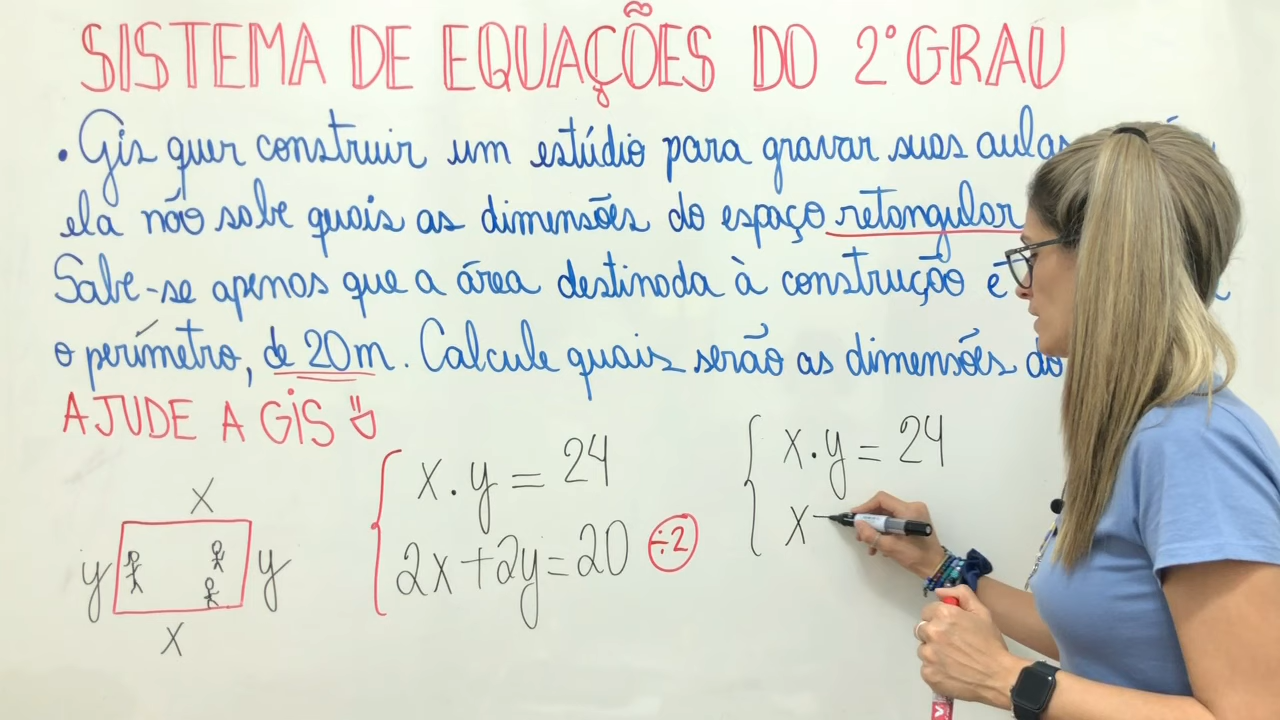 SISTEMA DE EQUAÇÕES DO 2º GRAU
• Gis quer construir um estúdio para gravar suas aulas
ela não sabe quais as dimensões do espaço retangular
Sabe-se apenas que a área destinada à construção é
o perímetro, de 20m. Calcule quais serão as dimensões do
AJUDE A GIS
x.y = 24
2x+2y=20 ÷2
x.y = 24
x
x
y
y
x